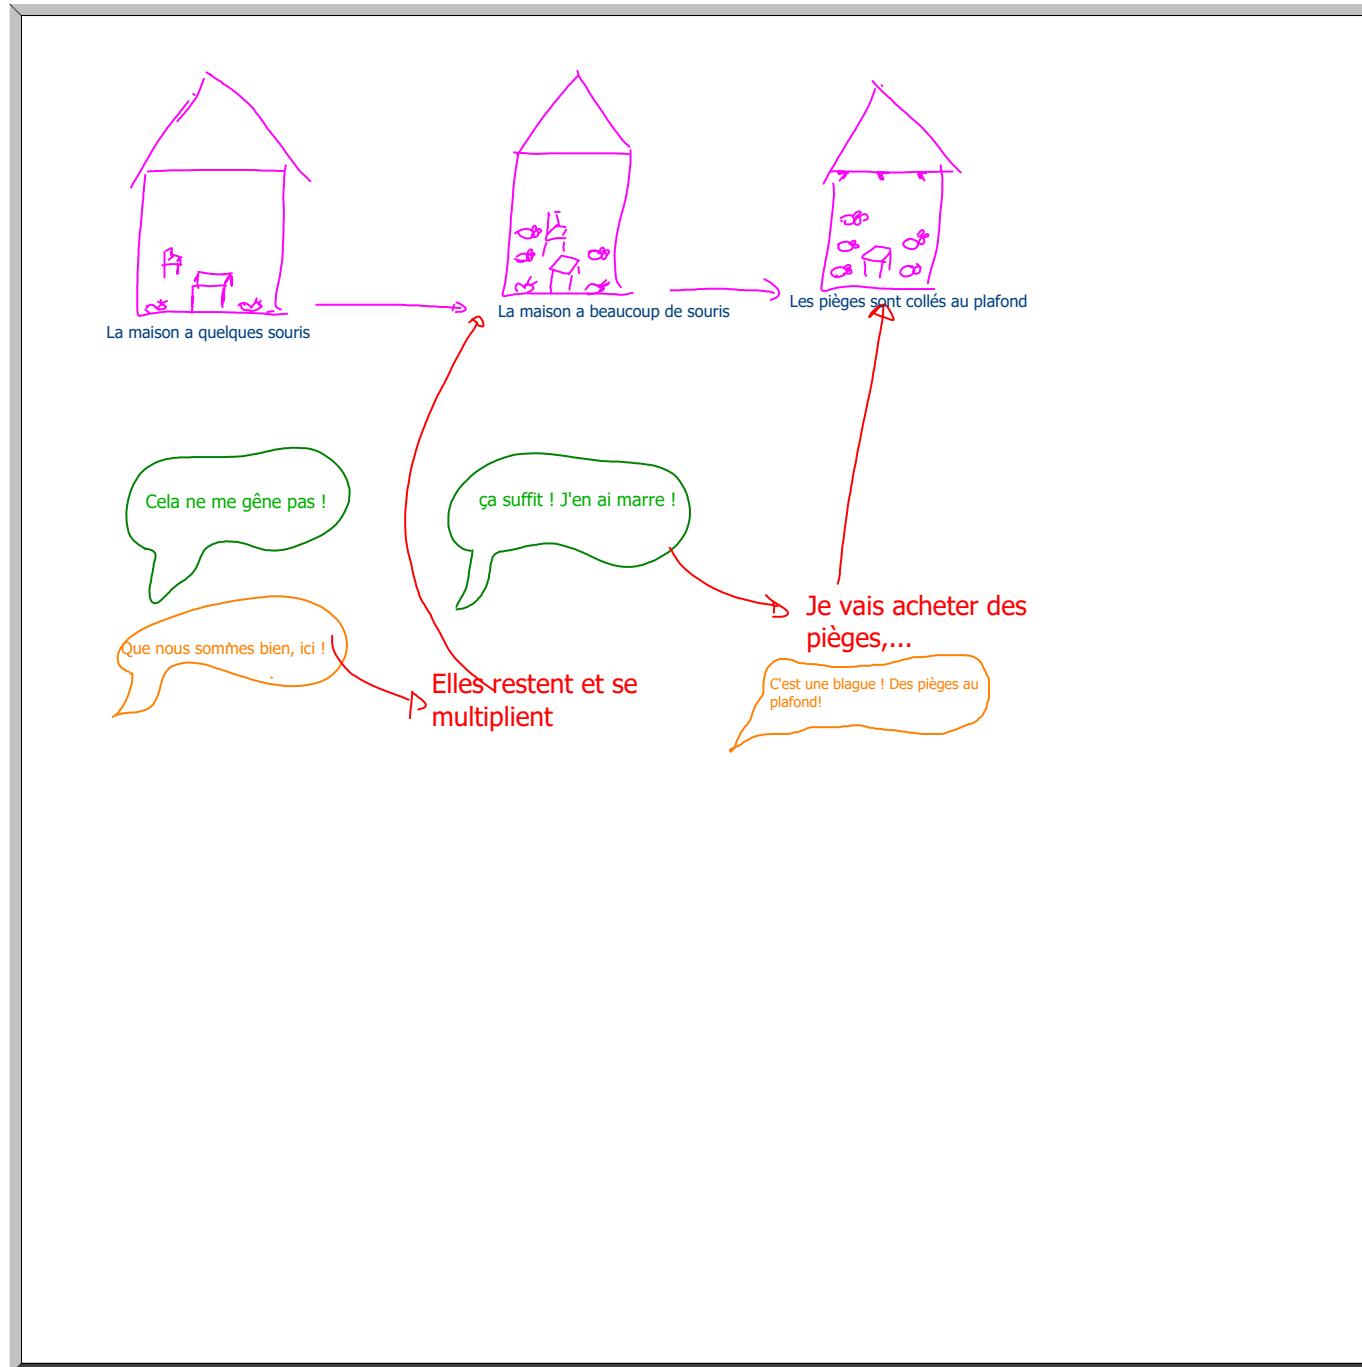 La maison a quelques souris
La maison a beaucoup de souris
Les pièges sont collés au plafond
Cela ne me gêne pas !
ça suffit ! J'en ai marre !
Que nous sommes bien, ici !
Elles restent et se
multiplient
Je vais acheter des
pièges,...
C'est une blague ! Des pièges au
plafond!